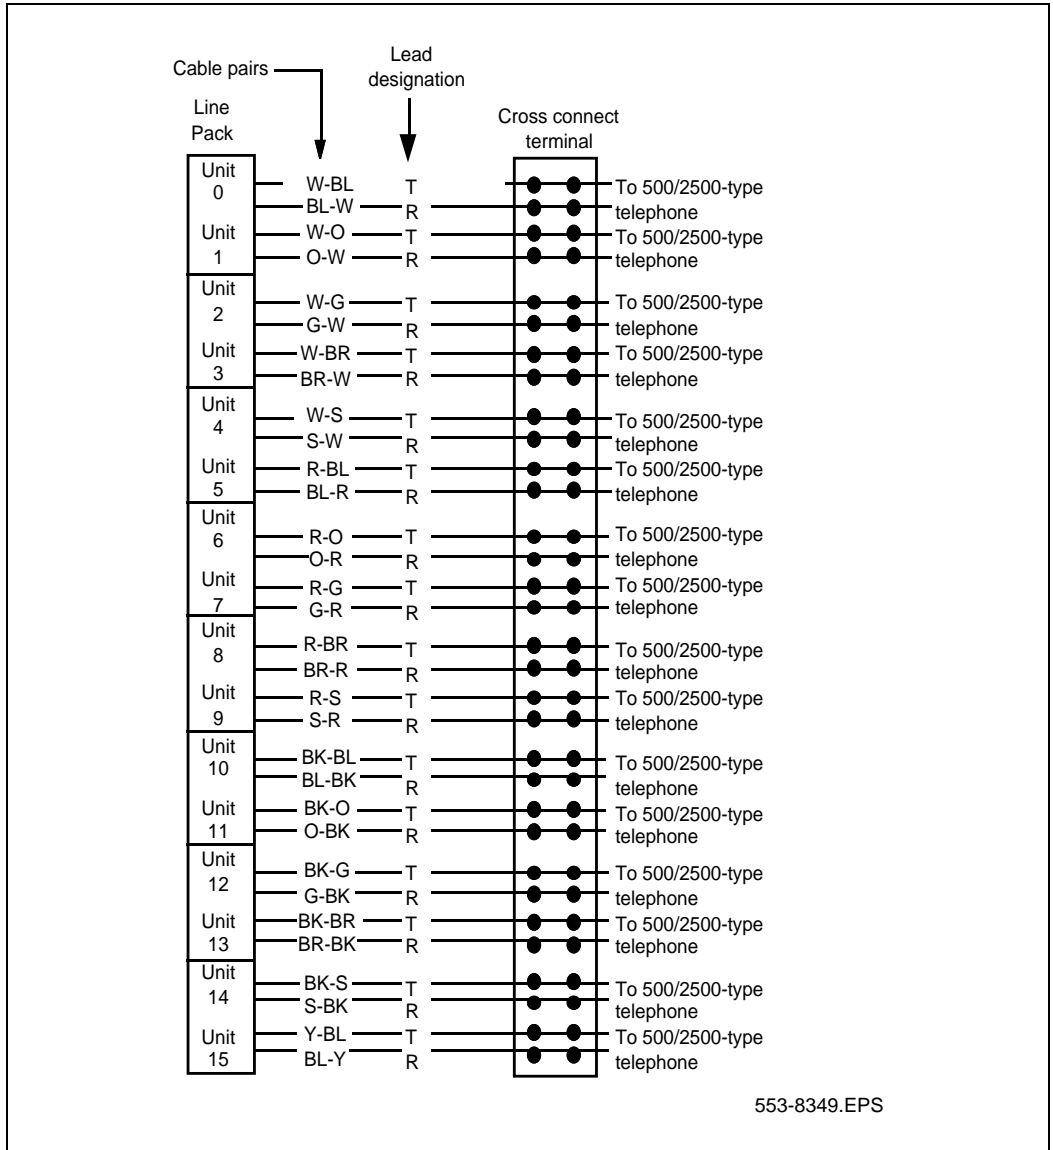 Lead
Cable pairs designation
Line
Pack
Cross connect
terminal
Unit
0
W-BL T To 500/2500-type
BL-W R telephone
Unit
1
W-O T To 500/2500-type
O-W R telephone
Unit
2
W-G T To 500/2500-type
G-W R telephone
Unit
3
W-BR T To 500/2500-type
BR-W R telephone
Unit
4
W-S T To 500/2500-type
S-W R telephone
Unit
5
R-BL T To 500/2500-type
BL-R R telephone
Unit
6
R-O T To 500/2500-type
O-R R telephone
Unit
7
R-G T To 500/2500-type
G-R R telephone
Unit
8
R-BR T To 500/2500-type
BR-R R telephone
Unit
9
R-S T To 500/2500-type
S-R R telephone
Unit
10
BK-BL T To 500/2500-type
BL-BK R telephone
Unit
11
BK-O T To 500/2500-type
O-BK R telephone
Unit
12
BK-G T To 500/2500-type
G-BK R telephone
Unit
13
BK-BR T To 500/2500-type
BR-BK R telephone
Unit
14
BK-S T To 500/2500-type
S-BK R telephone
Unit
15
Y-BL T To 500/2500-type
BL-Y R telephone
553-8349.EPS